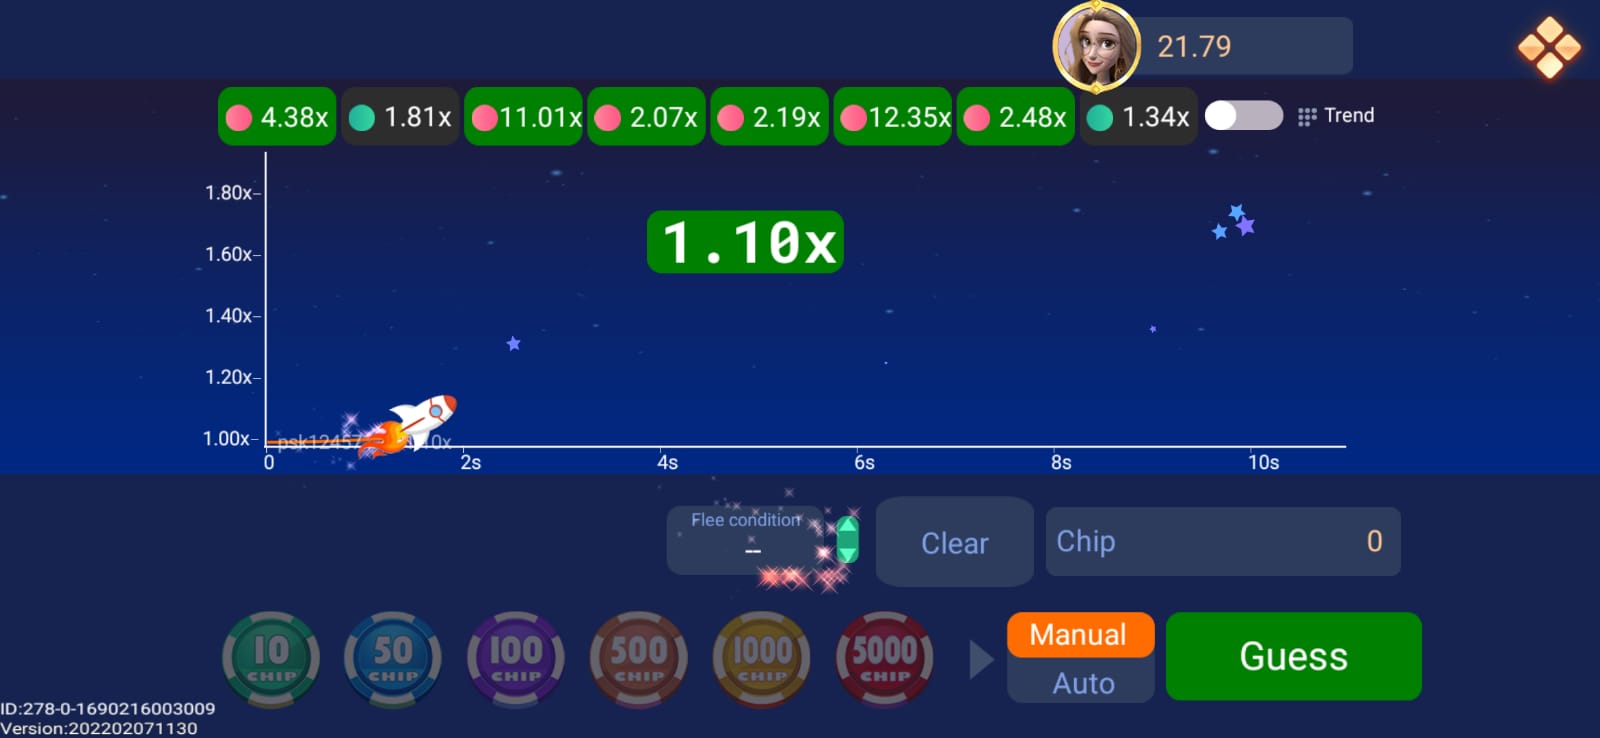 21.79
4.38x 1.81x 11.01x 2.07x 2.19x 12.35x 2.48x 1.34x Trend
1.80x
1.10x
1.60x
1.40x
1.20x
1.00x
psk12457
0 2s 4s 6s 8s 10s
Flee condition
--
Clear
Chip 0
10 CHIP
50 CHIP
100 CHIP
500 CHIP
1000 CHIP
5000 CHIP
Manual
Auto
Guess
ID:278-0-1690216003009
Version:202202071130